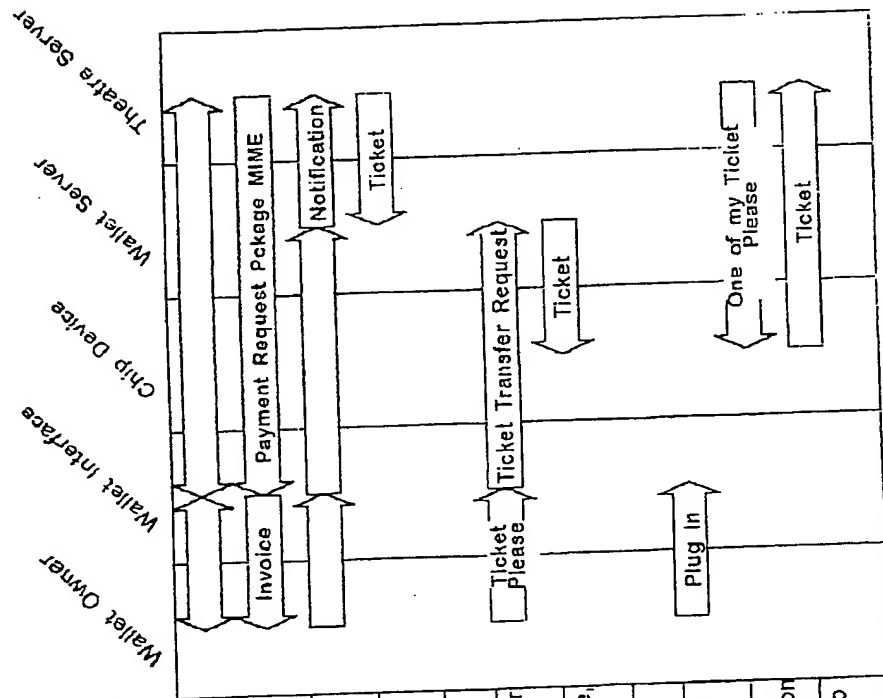 Wallet Owner
Wallet Interface
Chip Device
Wallet Server
Theatre Server
Payment Request Pckage MIME
Invoice
Notification
Ticket
Ticket
Please
Ticket Transfer Request
Ticket
Plug In
One of my Ticket
Please
Ticket